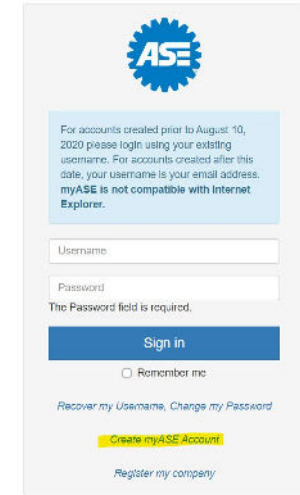 ASE
For accounts created prior to August 10,
2020 please login using your existing
username. For accounts created after this
date, your username is your email address.
myASE is not compatible with Internet
Explorer.
Username
Password
The Password field is required.
Sign in
Remember me
Recover my Username, Change my Password
Create myASE Account
Register my company